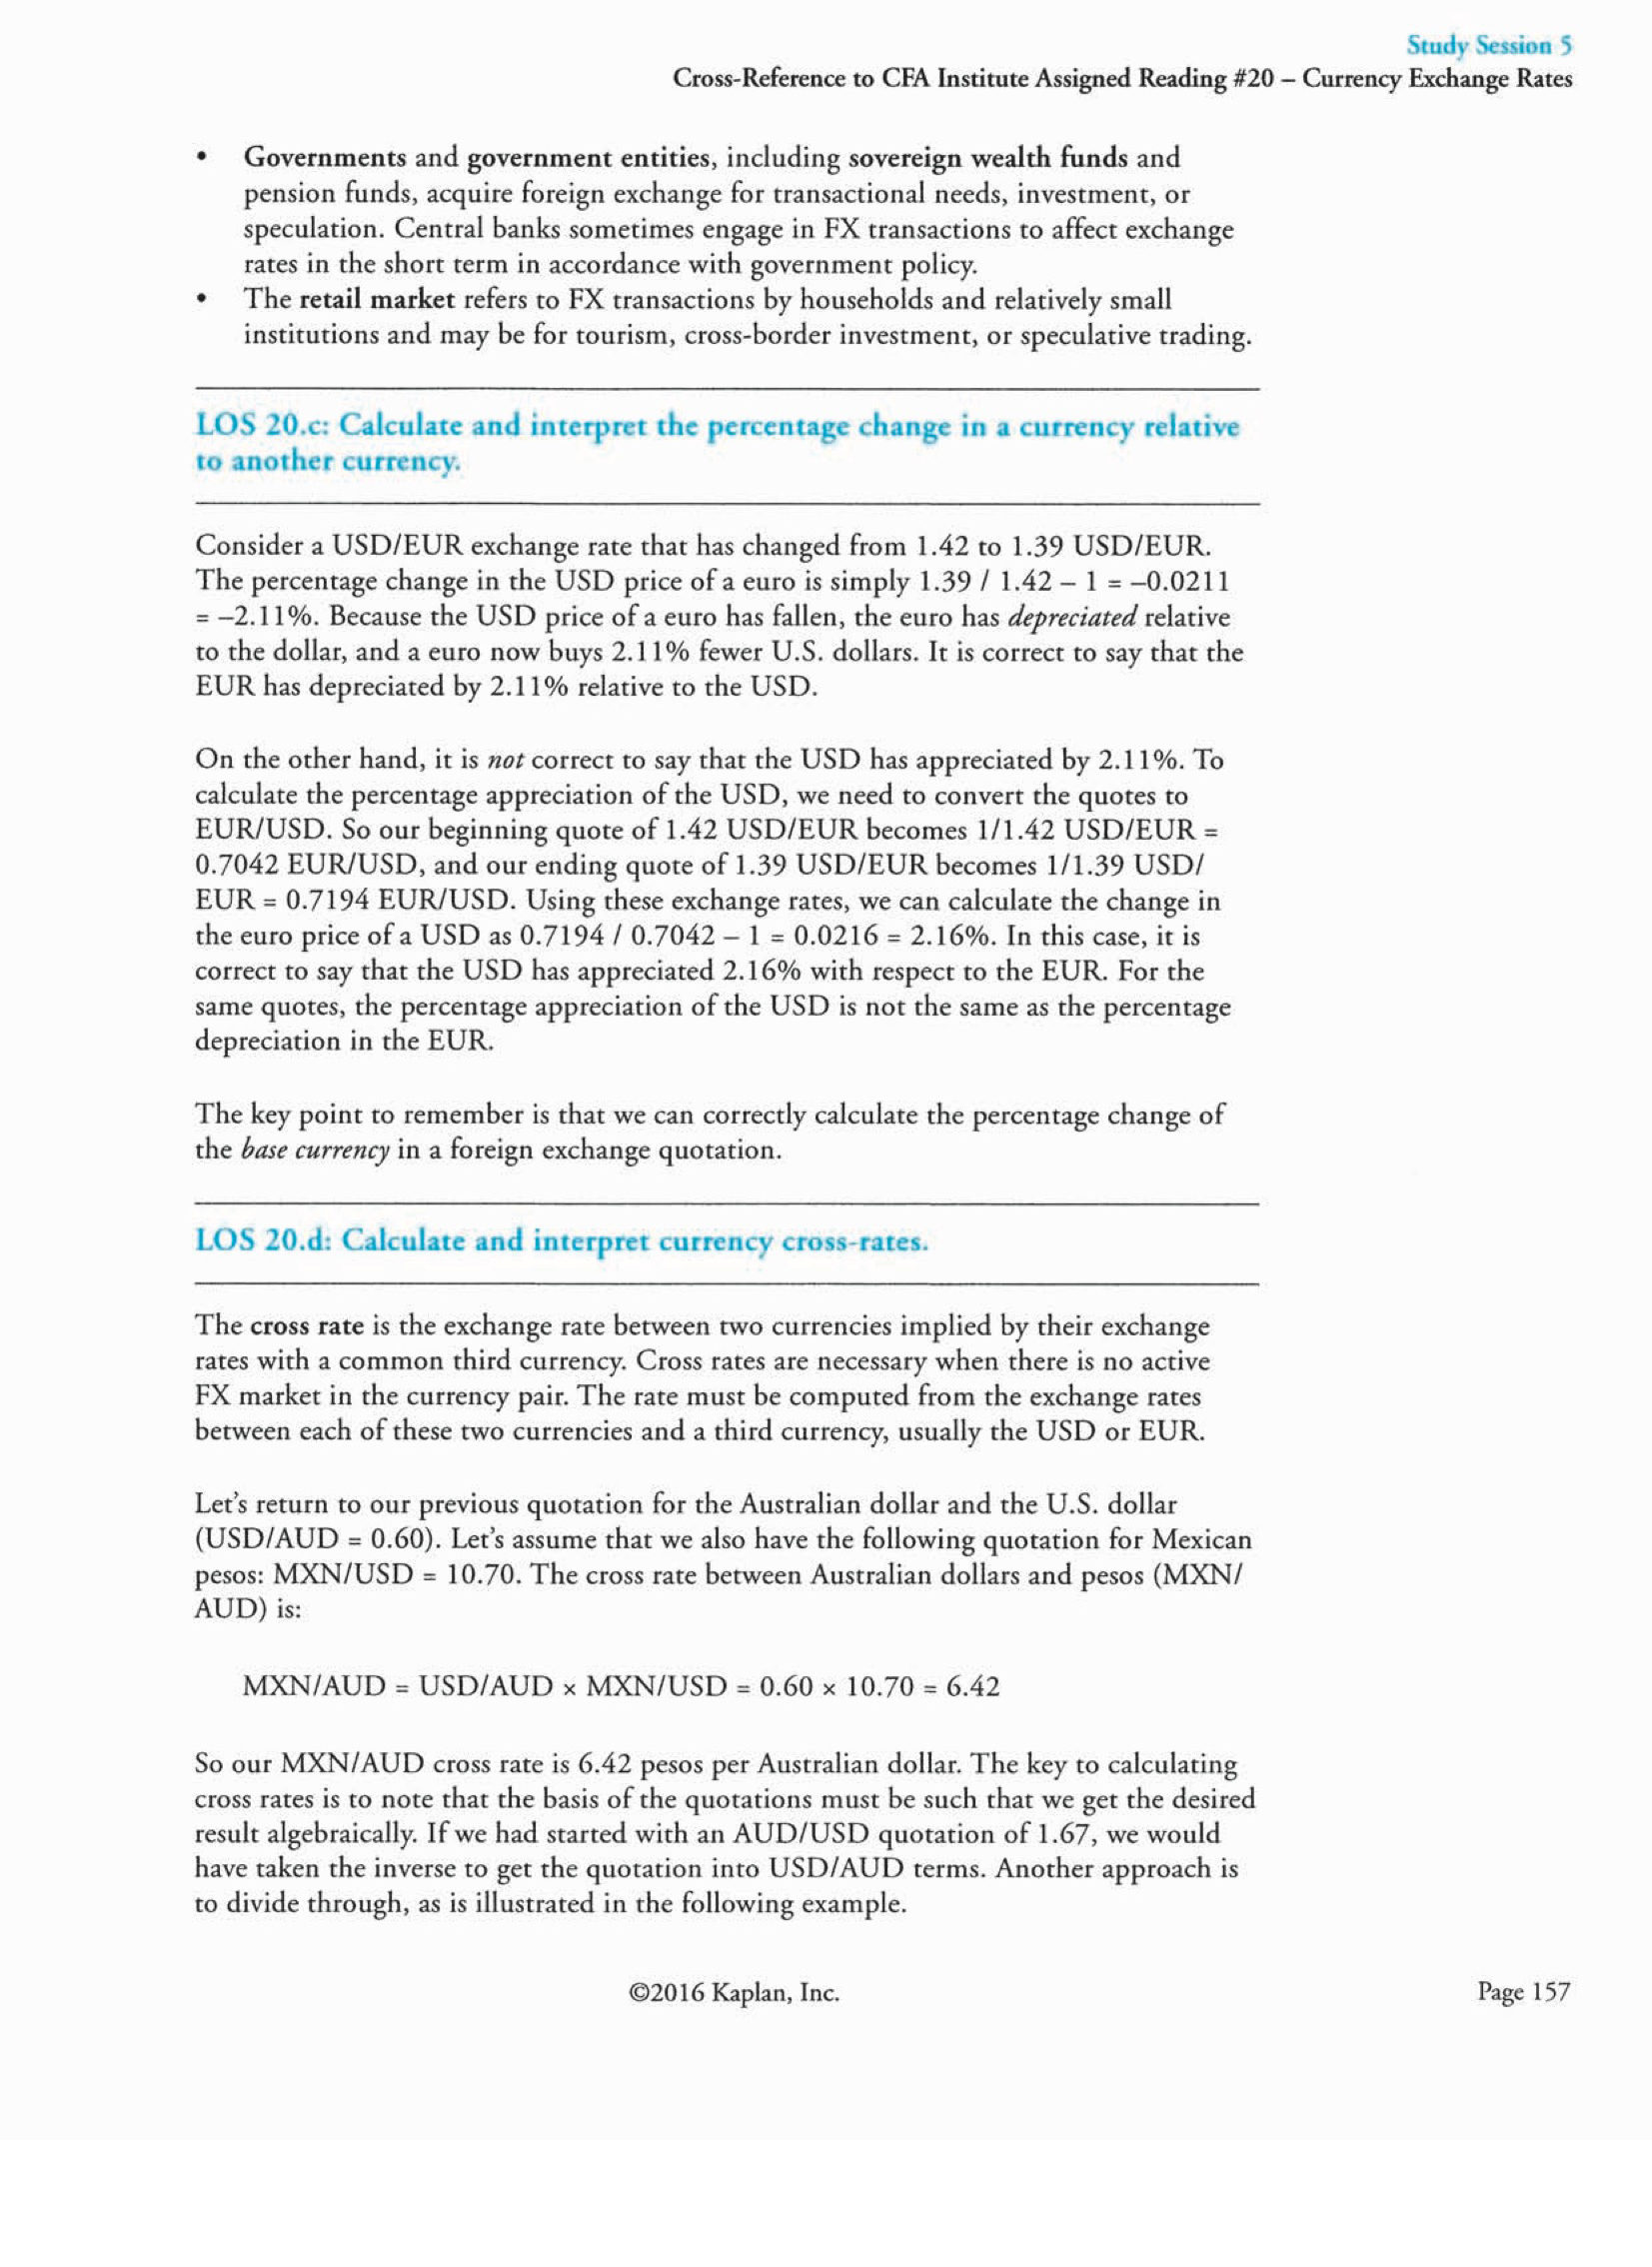 Study Session 5
Cross-Reference to CFA Institute Assigned Reading #20 – Currency Exchange Rates
• Governments and government entities, including sovereign wealth funds and
pension funds, acquire foreign exchange for transactional needs, investment, or
speculation. Central banks sometimes engage in FX transactions to affect exchange
rates in the short term in accordance with government policy.
• The retail market refers to FX transactions by households and relatively small
institutions and may be for tourism, cross-border investment, or speculative trading.
LOS 20.c: Calculate and interpret the percentage change in a currency relative
to another currency.
Consider a USD/EUR exchange rate that has changed from 1.42 to 1.39 USD/EUR.
The percentage change in the USD price of a euro is simply 1.39 / 1.42 – 1 = –0.0211
= –2.11%. Because the USD price of a euro has fallen, the euro has depreciated relative
to the dollar, and a euro now buys 2.11% fewer U.S. dollars. It is correct to say that the
EUR has depreciated by 2.11% relative to the USD.
On the other hand, it is not correct to say that the USD has appreciated by 2.11%. To
calculate the percentage appreciation of the USD, we need to convert the quotes to
EUR/USD. So our beginning quote of 1.42 USD/EUR becomes 1/1.42 USD/EUR =
0.7042 EUR/USD, and our ending quote of 1.39 USD/EUR becomes 1/1.39 USD/
EUR = 0.7194 EUR/USD. Using these exchange rates, we can calculate the change in
the euro price of a USD as 0.7194 / 0.7042 – 1 = 0.0216 = 2.16%. In this case, it is
correct to say that the USD has appreciated 2.16% with respect to the EUR. For the
same quotes, the percentage appreciation of the USD is not the same as the percentage
depreciation in the EUR.
The key point to remember is that we can correctly calculate the percentage change of
the base currency in a foreign exchange quotation.
LOS 20.d: Calculate and interpret currency cross-rates.
The cross rate is the exchange rate between two currencies implied by their exchange
rates with a common third currency. Cross rates are necessary when there is no active
FX market in the currency pair. The rate must be computed from the exchange rates
between each of these two currencies and a third currency, usually the USD or EUR.
Let's return to our previous quotation for the Australian dollar and the U.S. dollar
(USD/AUD = 0.60). Let's assume that we also have the following quotation for Mexican
pesos: MXN/USD = 10.70. The cross rate between Australian dollars and pesos (MXN/
AUD) is:
MXN/AUD = USD/AUD × MXN/USD = 0.60 × 10.70 = 6.42
So our MXN/AUD cross rate is 6.42 pesos per Australian dollar. The key to calculating
cross rates is to note that the basis of the quotations must be such that we get the desired
result algebraically. If we had started with an AUD/USD quotation of 1.67, we would
have taken the inverse to get the quotation into USD/AUD terms. Another approach is
to divide through, as is illustrated in the following example.
©2016 Kaplan, Inc.
Page 157